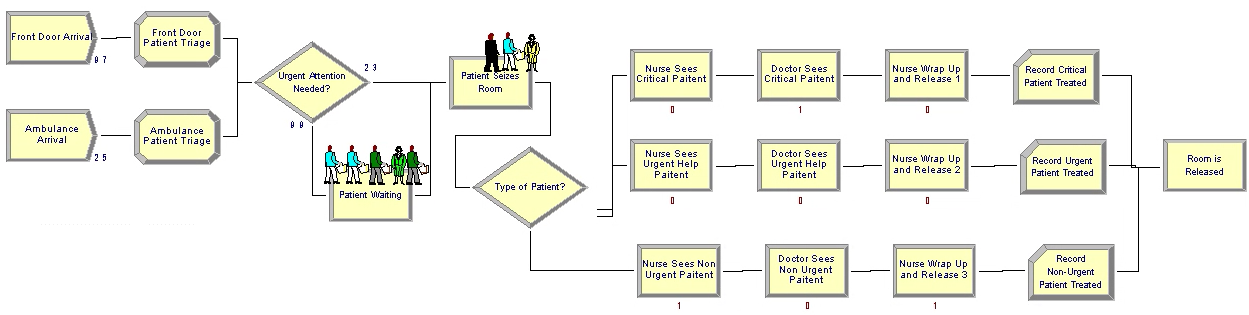 Front Door Arrival
97
Front Door
Patient Triage
Ambulance
Arrival
25
Ambulance
Patient Triage
Urgent Attention
Needed?
23
99
Patient Waiting
Patient Seizes
Room
Type of Patient?
Nurse Sees
Critical Paitent
0
Doctor Sees
Critical Paitent
1
Nurse Wrap Up
and Release 1
0
Record Critical
Patient Treated
Nurse Sees
Urgent Help
Paitent
0
Doctor Sees
Urgent Help
Paitent
0
Nurse Wrap Up
and Release 2
0
Record Urgent
Patient Treated
Nurse Sees Non
Urgent Paitent
1
Doctor Sees
Non Urgent
Paitent
0
Nurse Wrap Up
and Release 3
1
Record
Non-Urgent
Patient Treated
Room is
Released